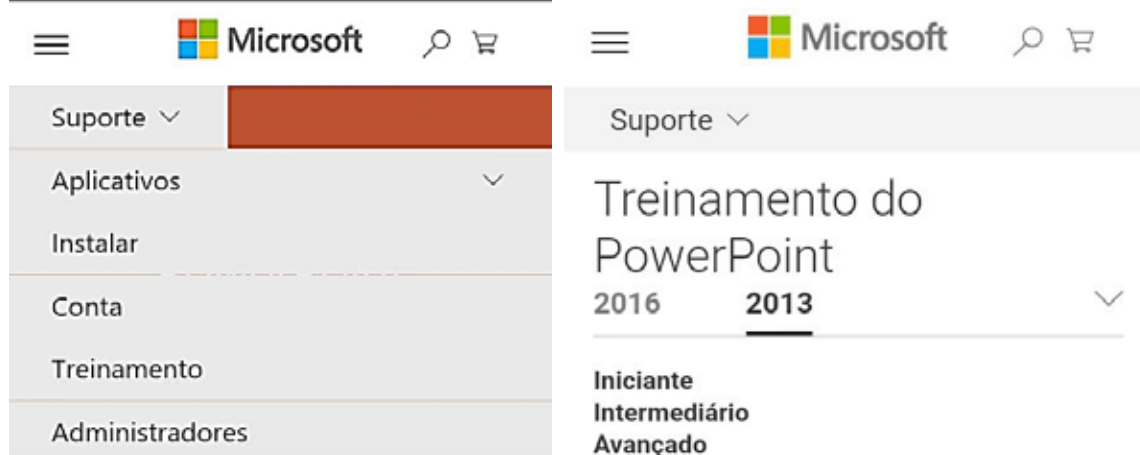 Microsoft
Suporte
Aplicativos
Instalar
Conta
Treinamento
Administradores
Microsoft
Suporte
Treinamento do
PowerPoint
2016 2013
Iniciante
Intermediário
Avançado